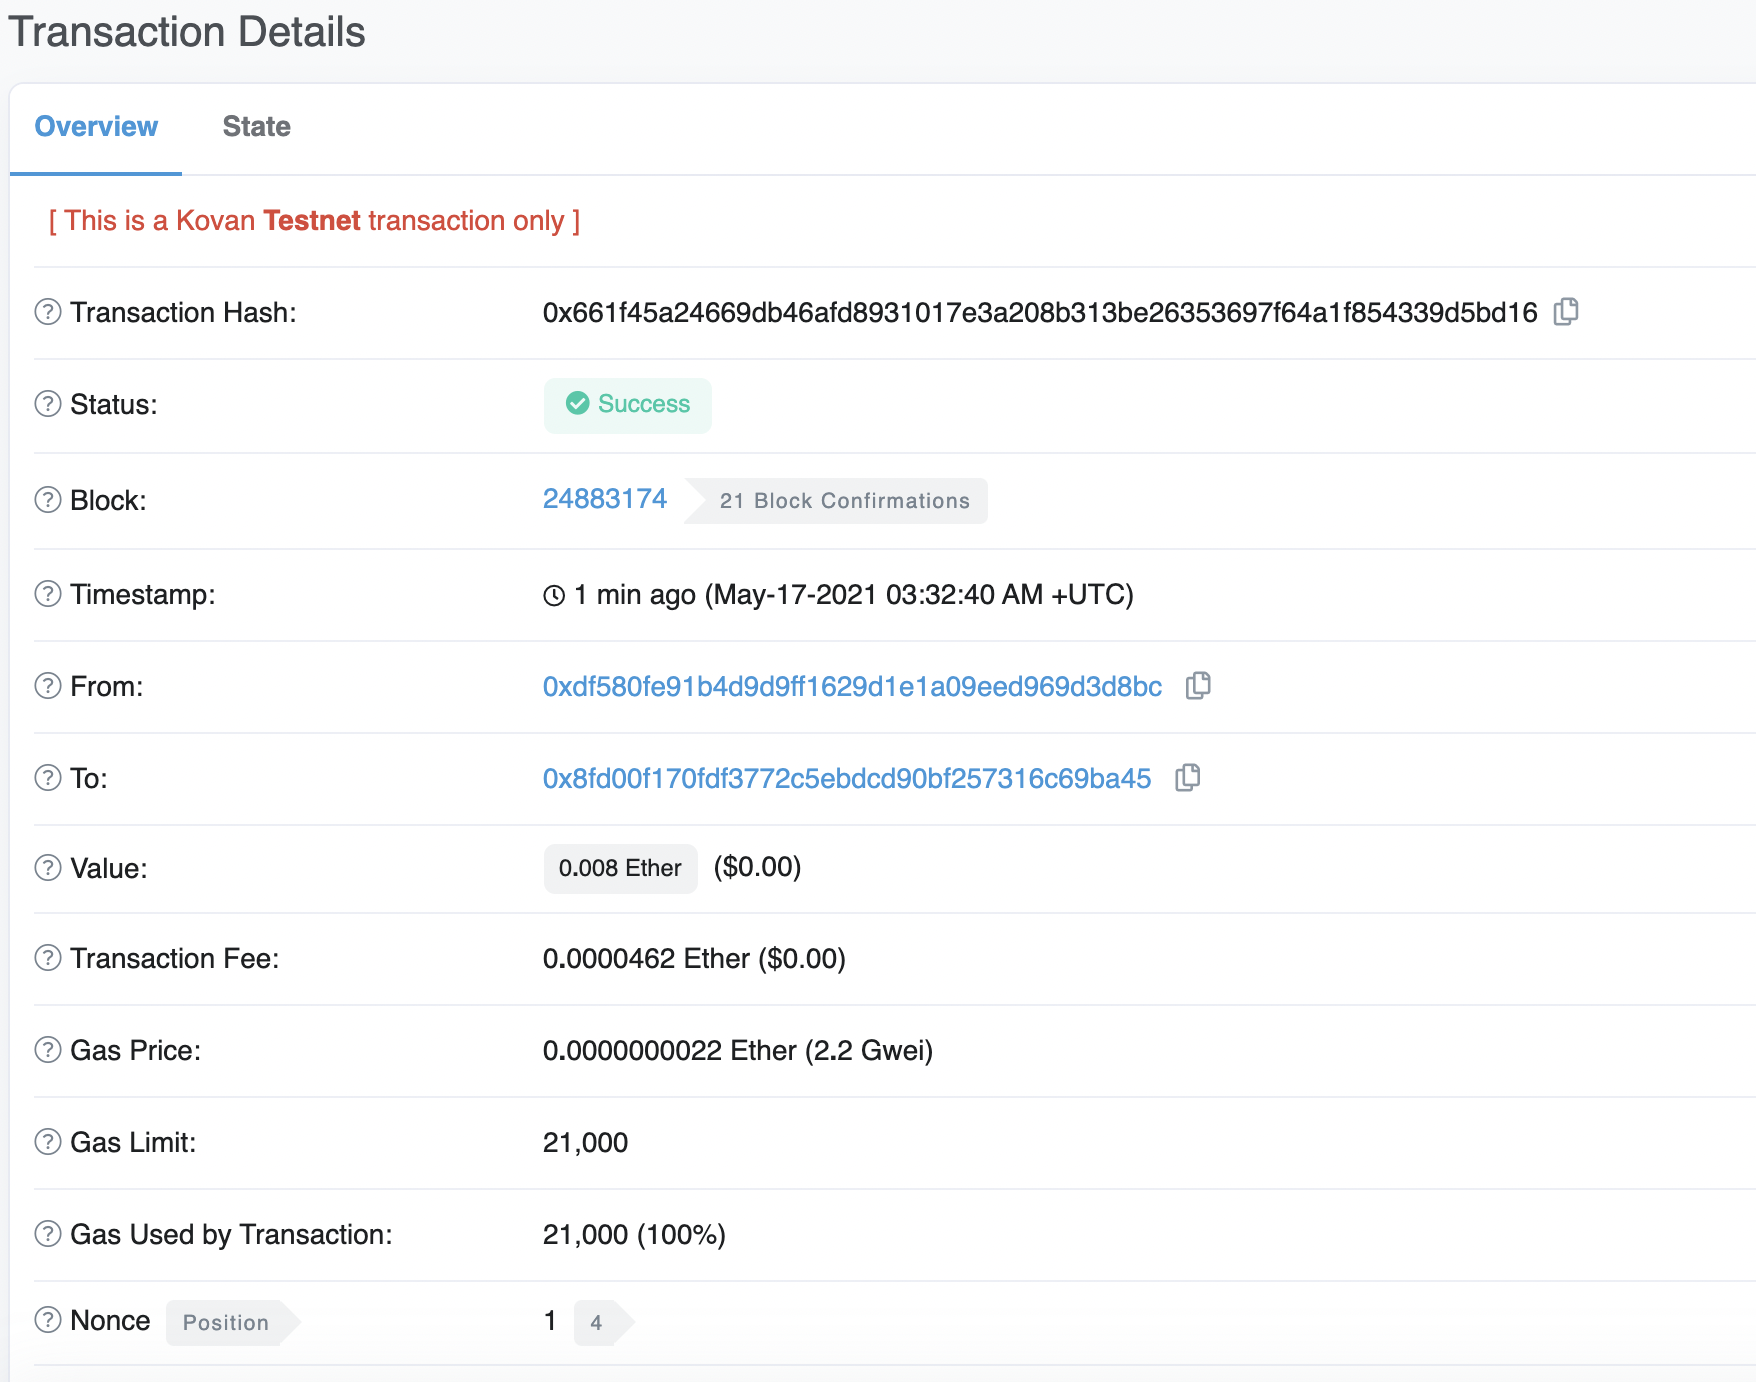 Transaction Details
Overview State
[ This is a Kovan Testnet transaction only ]
Transaction Hash: 0x661f45a24669db46afd8931017e3a208b313be26353697f64a1f854339d5bd16
Status: Success
Block: 24883174 21 Block Confirmations
Timestamp: 1 min ago (May-17-2021 03:32:40 AM +UTC)
From: 0xdf580fe91b4d9d9ff1629d1e1a09eed969d3d8bc
To: 0x8fd00f170fdf3772c5ebdcd90bf257316c69ba45
Value: 0.008 Ether ($0.00)
Transaction Fee: 0.0000462 Ether ($0.00)
Gas Price: 0.0000000022 Ether (2.2 Gwei)
Gas Limit: 21,000
Gas Used by Transaction: 21,000 (100%)
Nonce Position 1 4